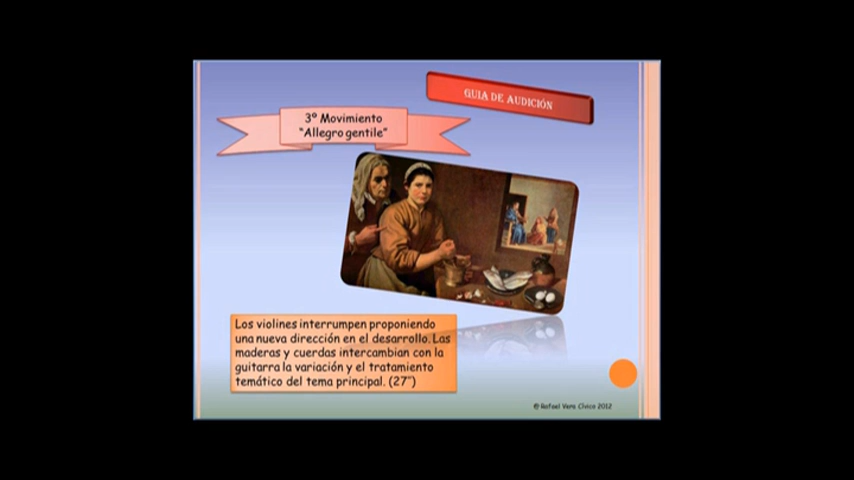 GUIA DE AUDICIÓN
3º Movimiento
“Allegro gentile”
Los violines interrumpen proponiendo
una nueva dirección en el desarrollo. Las
maderas y cuerdas intercambian con la
guitarra la variación y el tratamiento
temático del tema principal. (27”)
© Rafael Vera Cívico 2012